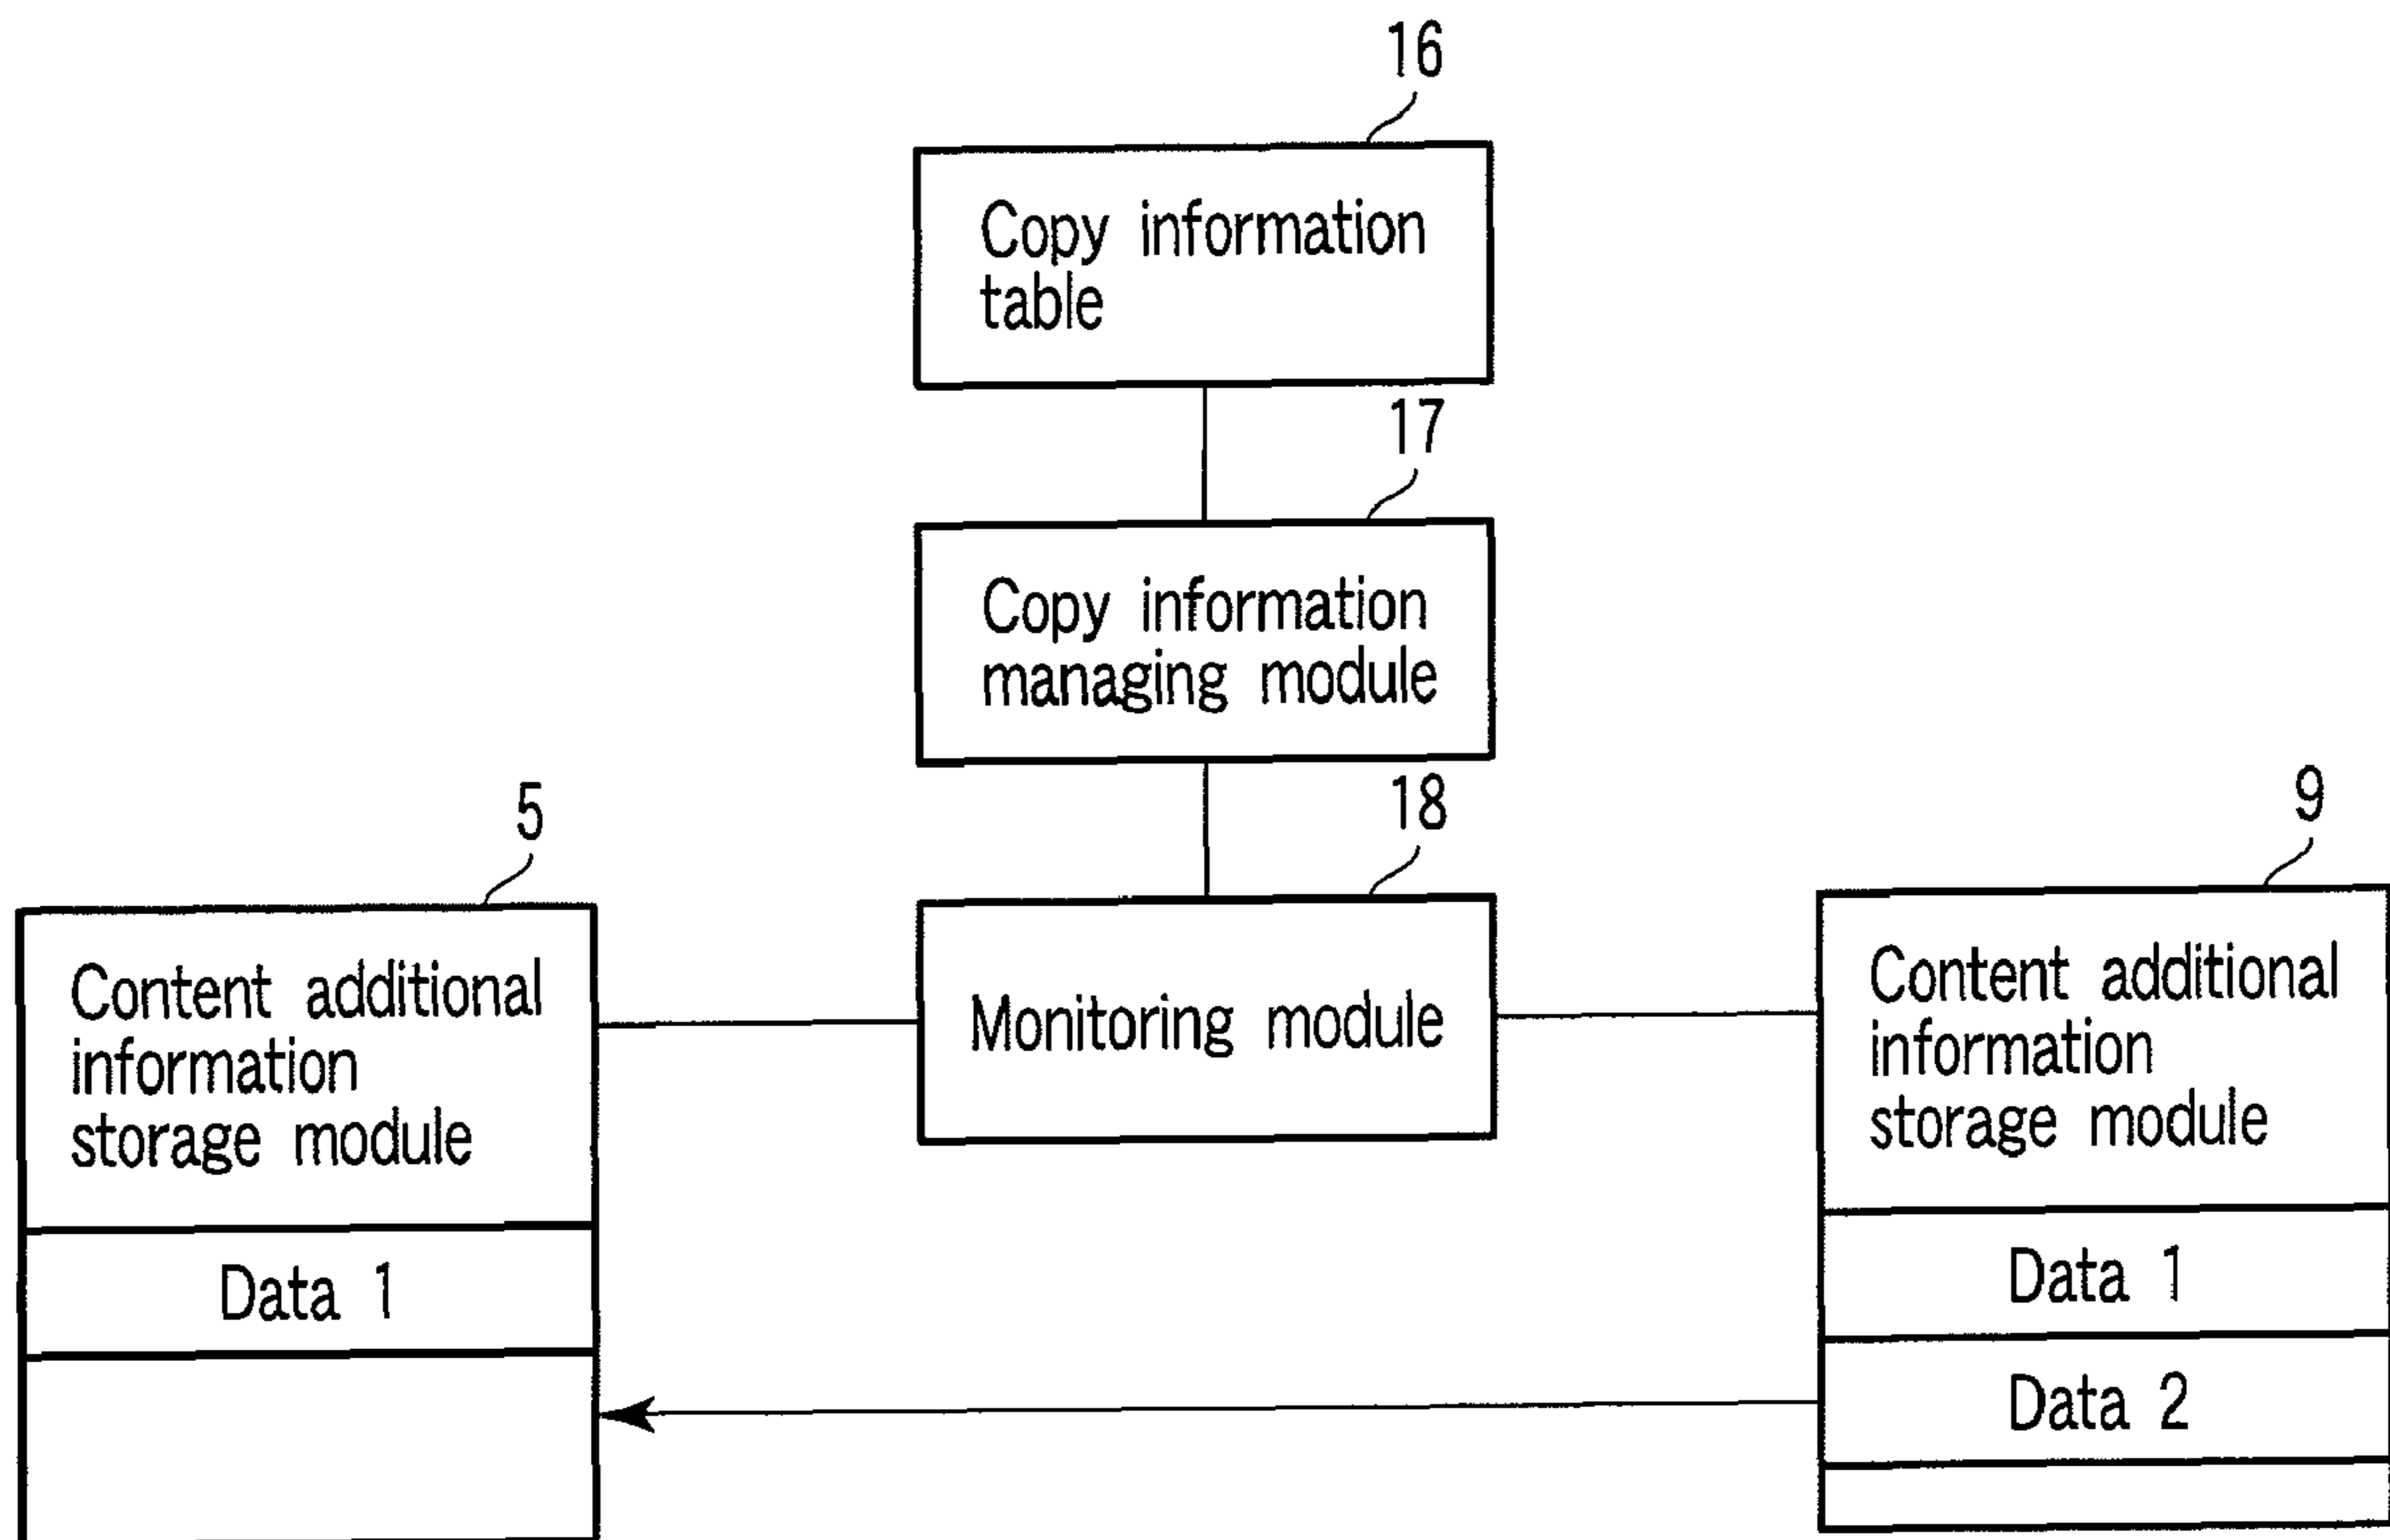 16
Copy information
table
17
Copy information
managing module
5
18
9
Content additional
information
storage module
Monitoring module
Content additional
information
storage module
Data 1
Data 1
Data 2